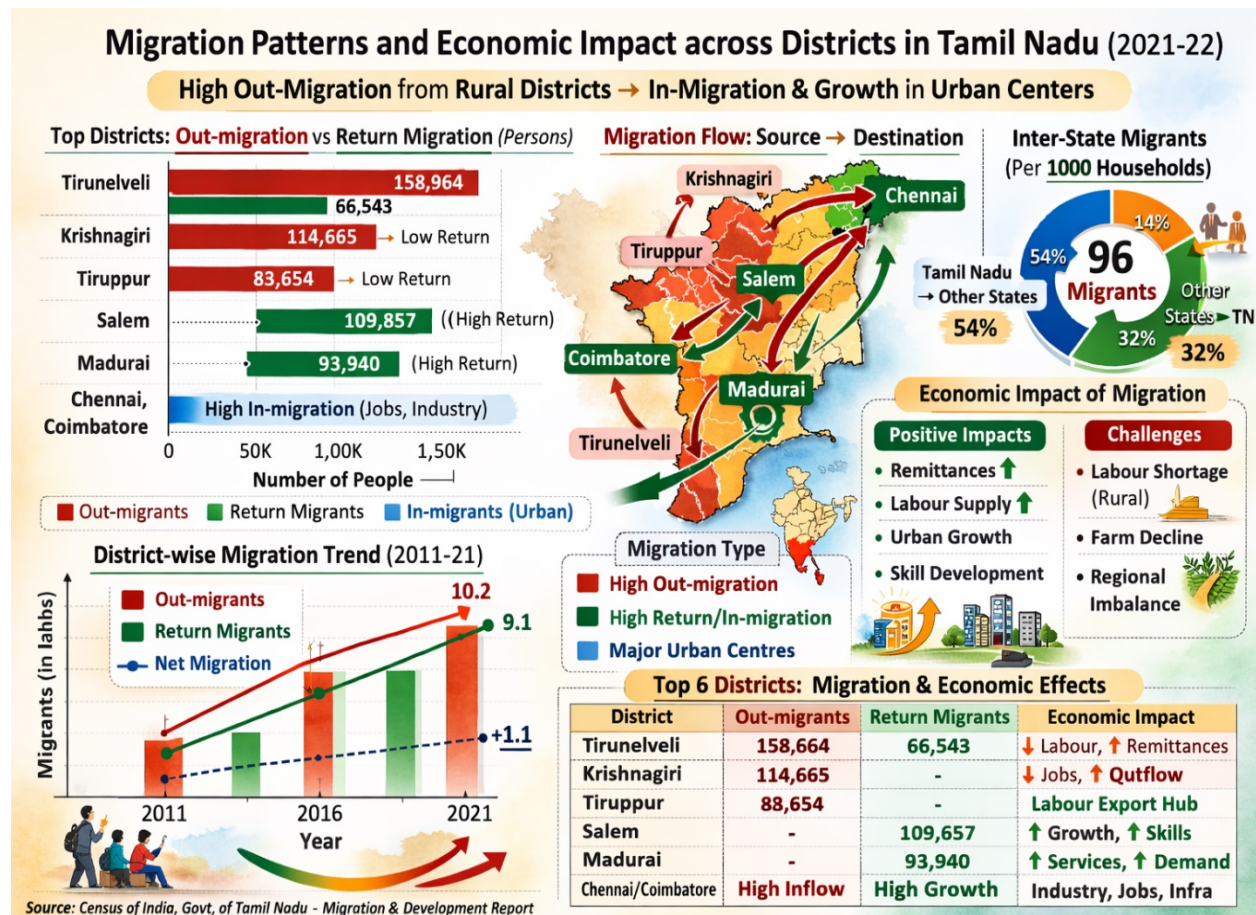 Migration Patterns and Economic Impact across Districts in Tamil Nadu (2021-22)
High Out-Migration from Rural Districts → In-Migration & Growth in Urban Centers
Top Districts: Out-migration vs Return Migration (Persons)
Tirunelveli
158,964
66,543
Krishnagiri
114,665
→ Low Return
Tiruppur
83,654
→ Low Return
Salem
109,857
((High Return)
Madurai
93,940
(High Return)
Chennai,
Coimbatore
High In-migration (Jobs, Industry)
0
50K
1,00K
1,50K
Number of People
Out-migrants
Return Migrants
In-migrants (Urban)
Migration Flow: Source → Destination
Krishnagiri
Chennai
Tiruppur
Salem
Coimbatore
Madurai
Tirunelveli
Migration Type
High Out-migration
High Return/In-migration
Major Urban Centres
Inter-State Migrants
(Per 1000 Households)
14%
54%
96
Migrants
32%
Tamil Nadu
→ Other States
54%
Other
States ► TN
32%
Economic Impact of Migration
Positive Impacts
• Remittances ↑
• Labour Supply ↑
• Urban Growth
• Skill Development
Challenges
• Labour Shortage
(Rural)
• Farm Decline
• Regional
Imbalance
District-wise Migration Trend (2011-21)
Out-migrants
Return Migrants
Net Migration
10.2
9.1
+1.1
Migrants (in lahbs)
2011
2016
2021
Year
Top 6 Districts: Migration & Economic Effects
District Out-migrants Return Migrants Economic Impact
Tirunelveli 158,664 66,543 ↓ Labour, ↑ Remittances
Krishnagiri 114,665 - ↓ Jobs, ↑ Qutflow
Tiruppur 88,654 - Labour Export Hub
Salem - 109,657 ↑ Growth, ↑ Skills
Madurai - 93,940 ↑ Services, ↑ Demand
Chennai/Coimbatore High Inflow High Growth Industry, Jobs, Infra
Source: Census of India, Govt, of Tamil Nadu - Migration & Development Report